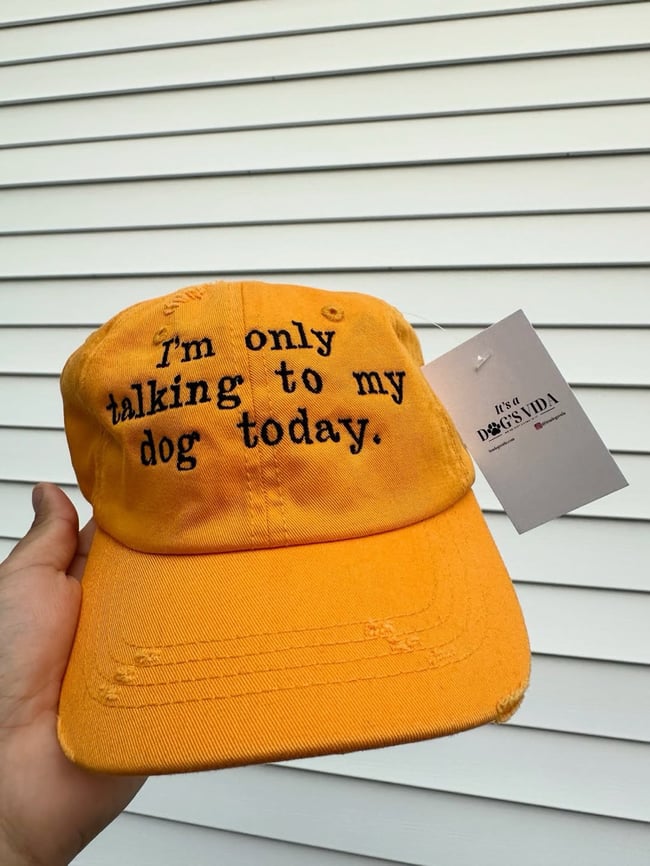 I'm only
talking to my
dog today.
It's a
DOG'S VIDA